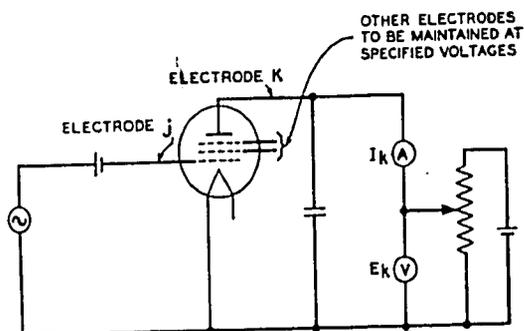 OTHER ELECTRODES
TO BE MAINTAINED AT
SPECIFIED VOLTAGES
ELECTRODE K
ELECTRODE j
Ik A
Ek V